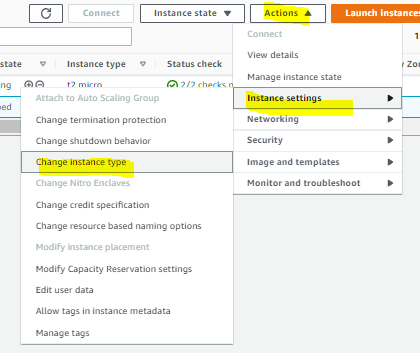 Connect
Instance state
Actions
Launch instances
Connect
state
Instance type
Status check
Zon
1
View details
Manage instance state
ng
t2.micro
2/2 checks
Attach to Auto Scaling Group
Instance settings
Change termination protection
Networking
Change shutdown behavior
Security
Change instance type
Image and templates
Change Nitro Enclaves
Monitor and troubleshoot
Change credit specification
Change resource based naming options
Modify instance placement
Modify Capacity Reservation settings
Edit user data
Allow tags in instance metadata
Manage tags